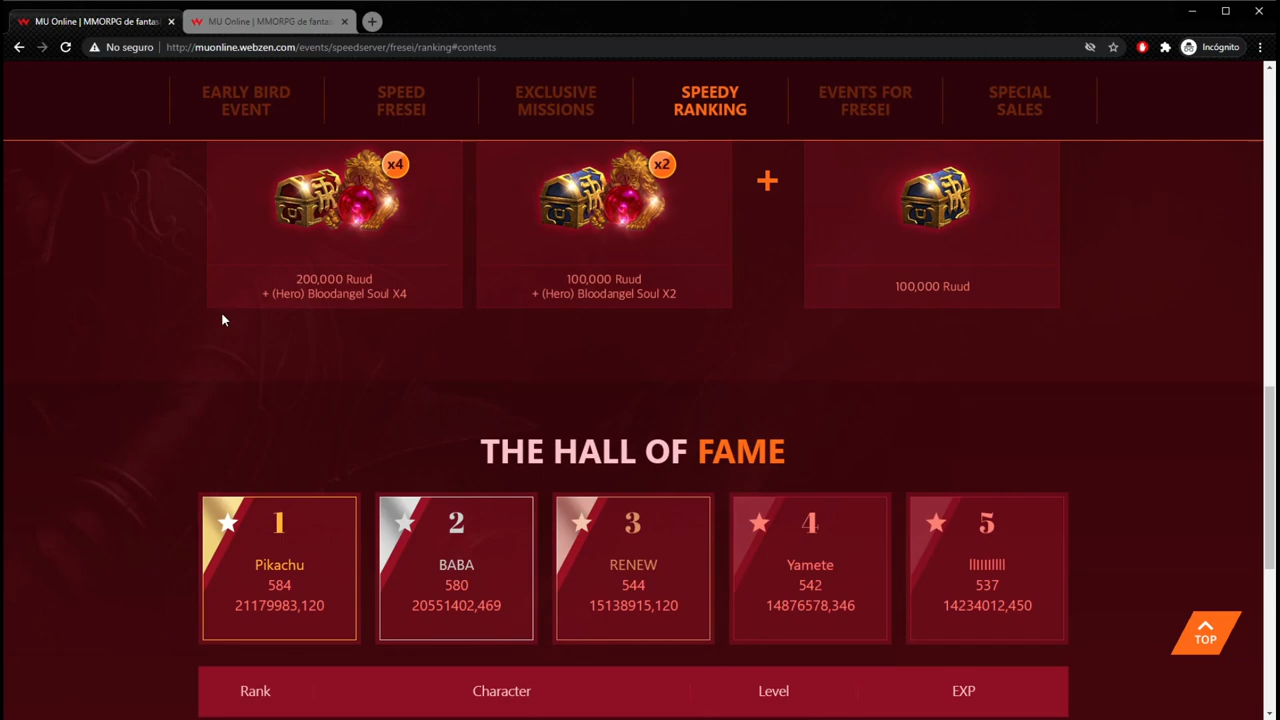 MU Online | MMORPG de fantas
MU Online | MMORPG de fantas
No seguro
http://muonline.webzen.com/events/speedserver/fresei/ranking#contents
Incógnito
EARLY BIRD
EVENT
SPEED
FRESEI
EXCLUSIVE
MISSIONS
SPEEDY
RANKING
EVENTS FOR
FRESEI
SPECIAL
SALES
x4
200,000 Ruud
+ (Hero) Bloodangel Soul X4
x2
100,000 Ruud
+ (Hero) Bloodangel Soul X2
+
100,000 Ruud
THE HALL OF FAME
1
Pikachu
584
21179983,120
2
BABA
580
20551402,469
3
RENEW
544
15138915,120
4
Yamete
542
14876578,346
5
537
14234012,450
TOP
Rank Character Level EXP